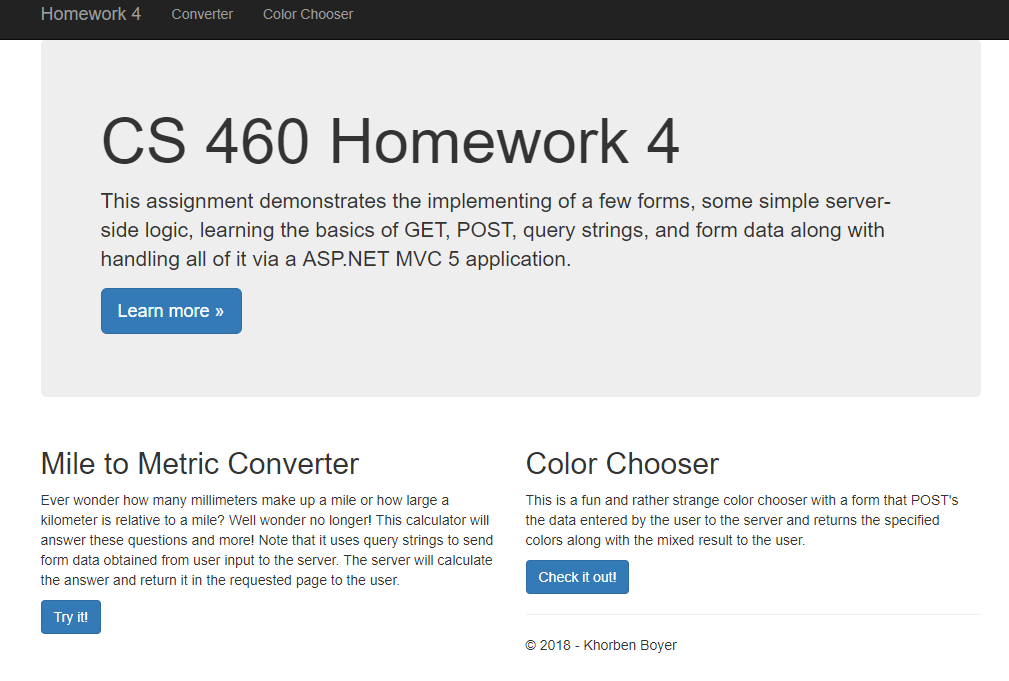 Homework 4 Converter Color Chooser
CS 460 Homework 4
This assignment demonstrates the implementing of a few forms, some simple server-
side logic, learning the basics of GET, POST, query strings, and form data along with
handling all of it via a ASP.NET MVC 5 application.
Learn more »
Mile to Metric Converter
Ever wonder how many millimeters make up a mile or how large a
kilometer is relative to a mile? Well wonder no longer! This calculator will
answer these questions and more! Note that it uses query strings to send
form data obtained from user input to the server. The server will calculate
the answer and return it in the requested page to the user.
Try it!
Color Chooser
This is a fun and rather strange color chooser with a form that POST's
the data entered by the user to the server and returns the specified
colors along with the mixed result to the user.
Check it out!
© 2018 - Khorben Boyer